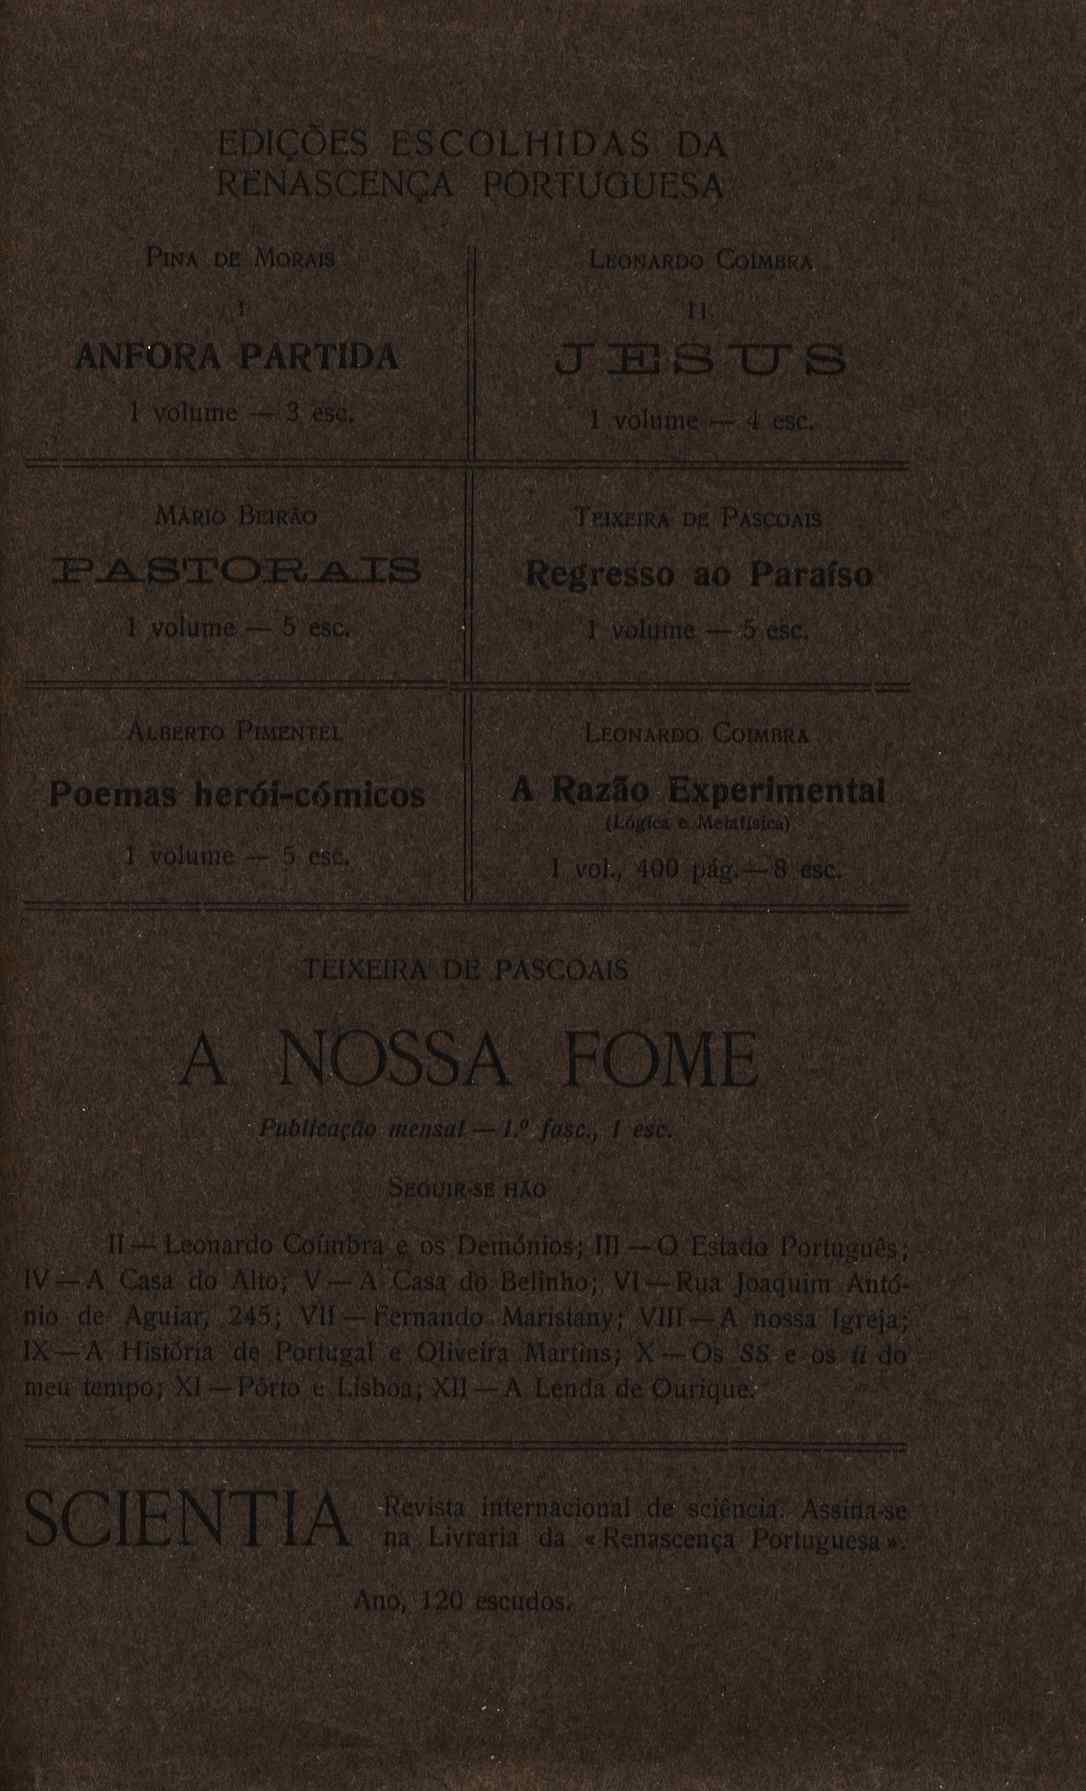 EDIÇÕES ESCOLHIDAS DA
RENASCENÇA PORTUGUESA
PINA DE MORAIS
I
ANFORA PARTIDA
1 volume — 3 esc.
LEONARDO COIMBRA
II
JESUS
1 volume — 4 esc.
MÁRIO BEIRÃO
PASTORAIS
1 volume — 5 esc.
TEIXEIRA DE PASCOAIS
Regresso ao Paraíso
1 volume — 5 esc.
ALBERTO PIMENTEL
Poemas herói-cómicos
1 volume — 5 esc.
LEONARDO COIMBRA
A Razão Experimental
(Lógica e Metafísica)
1 vol., 400 pág. — 8 esc.
TEIXEIRA DE PASCOAIS
A NOSSA FOME
Publicação mensal — 1.º fasc., 1 esc.
SEGUIR-SE HÃO
II — Leonardo Coimbra e os Demónios; III — O Estado Português;
IV — A Casa do Alto; V — A Casa do Belinho; VI — Rua Joaquim Antó-
nio de Aguiar, 245; VII — Fernando Maristany; VIII — A nossa Igreja;
IX — A História de Portugal e Oliveira Martins; X — Os SS e os ii do
meu tempo; XI — Pôrto e Lisboa; XII — A Lenda de Ourique.
SCIENTIA
Revista internacional de sciência. Assina-se
na Livraria da «Renascença Portuguesa».
Ano, 120 escudos.